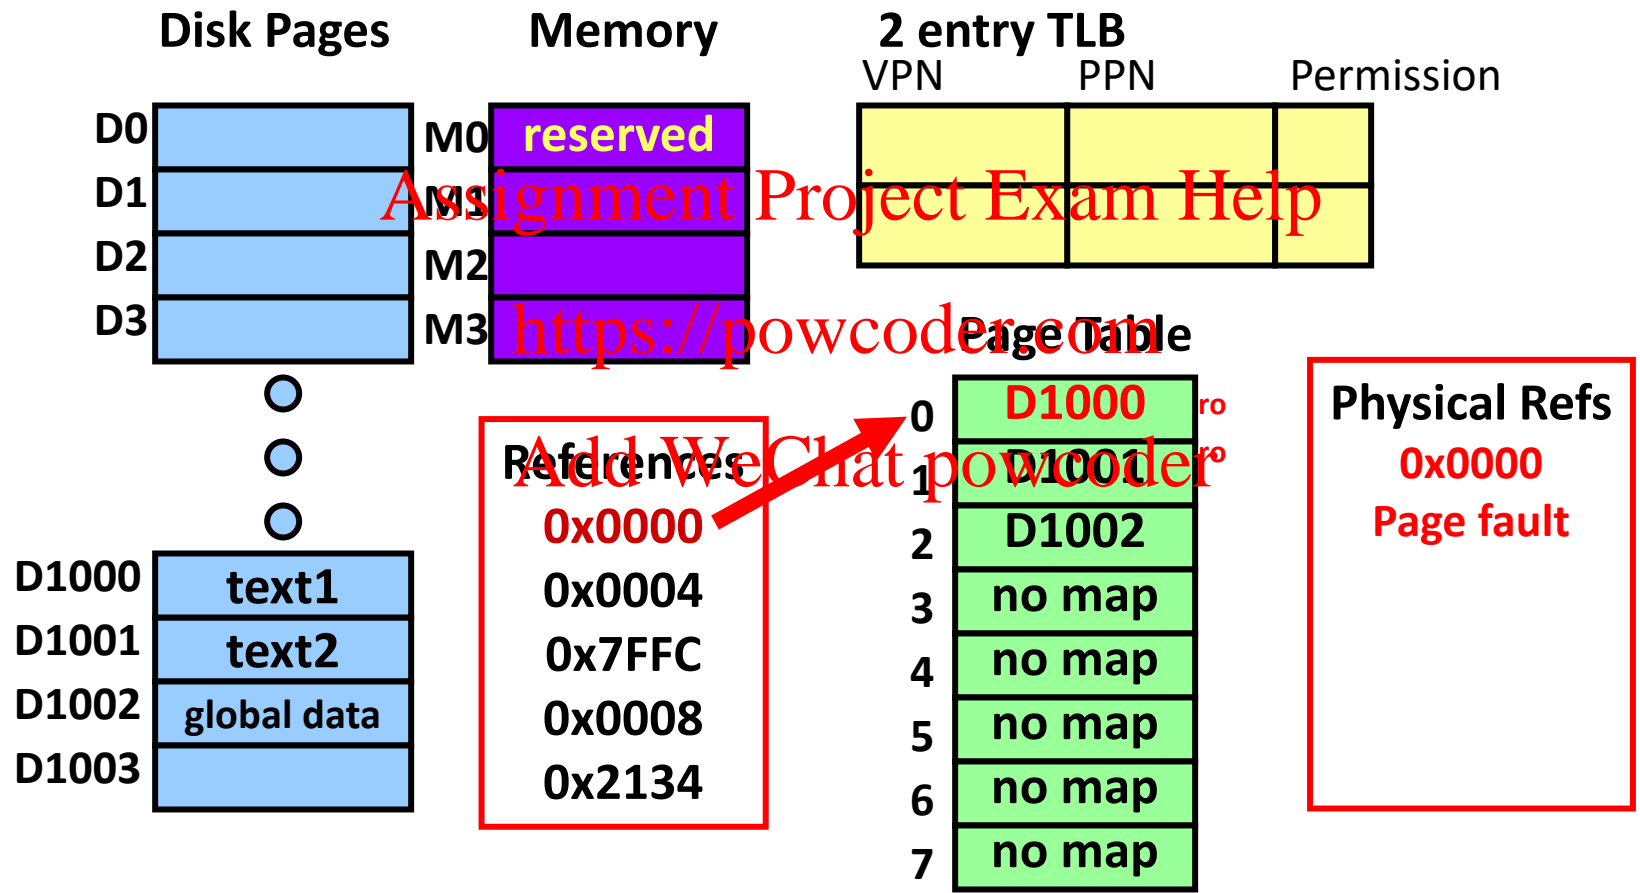 Disk Pages
Memory
2 entry TLB
VPN
PPN
Permission
D0
D1
D2
D3
M0
M1
M2
M3
reserved
Assignment Project Exam Help
https://powcoder.com
Add WeChat powcoder
D1000
text1
D1001
text2
D1002
global data
D1003
References
0x0000
0x0004
0x7FFC
0x0008
0x2134
Page Table
0 D1000 ro
1 D1001 ro
2 D1002
3 no map
4 no map
5 no map
6 no map
7 no map
Physical Refs
0x0000
Page fault